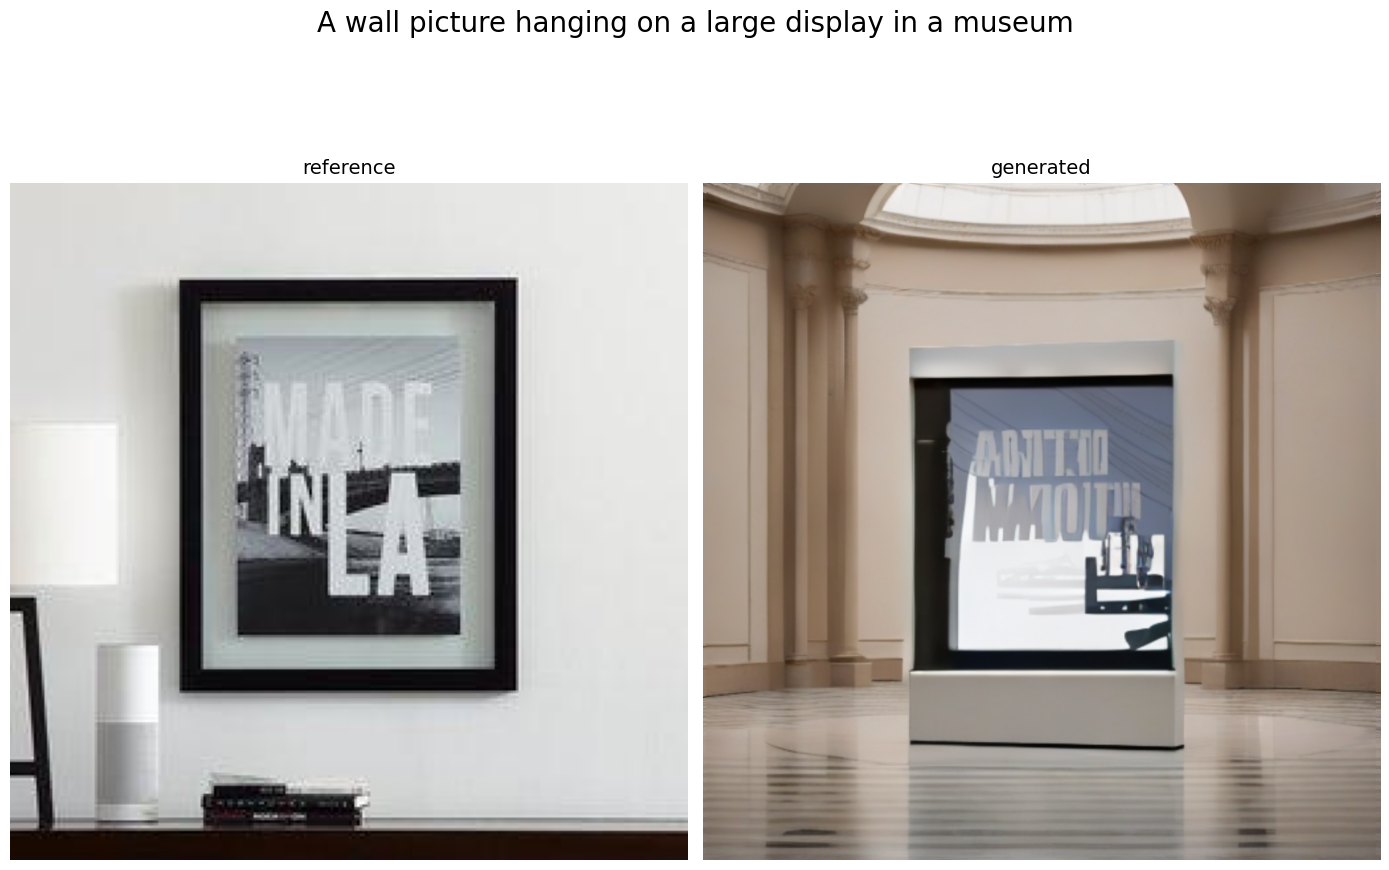 A wall picture hanging on a large display in a museum
reference
generated
MADE
IN LA